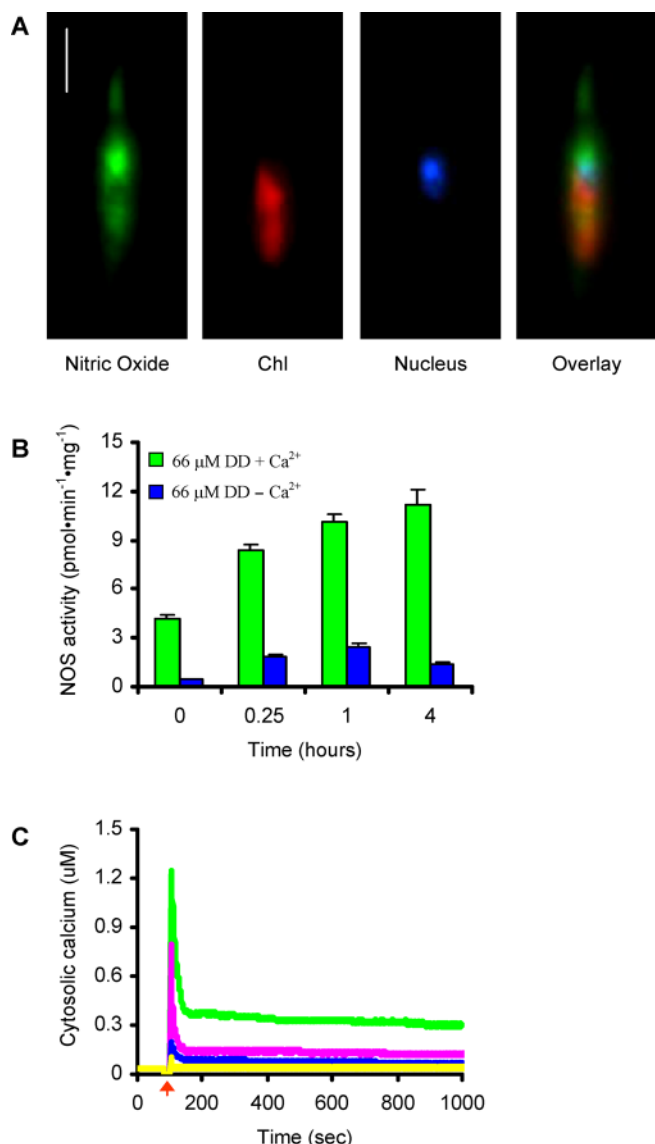 A
Nitric Oxide
Chl
Nucleus
Overlay
B
NOS activity (pmol•min⁻¹•mg⁻¹)
15
12
9
6
3
0
66 µM DD + Ca²⁺
66 µM DD – Ca²⁺
0 0.25 1 4
Time (hours)
C
Cytosolic calcium (uM)
1.5
1.2
0.9
0.6
0.3
0
0 200 400 600 800 1000
Time (sec)